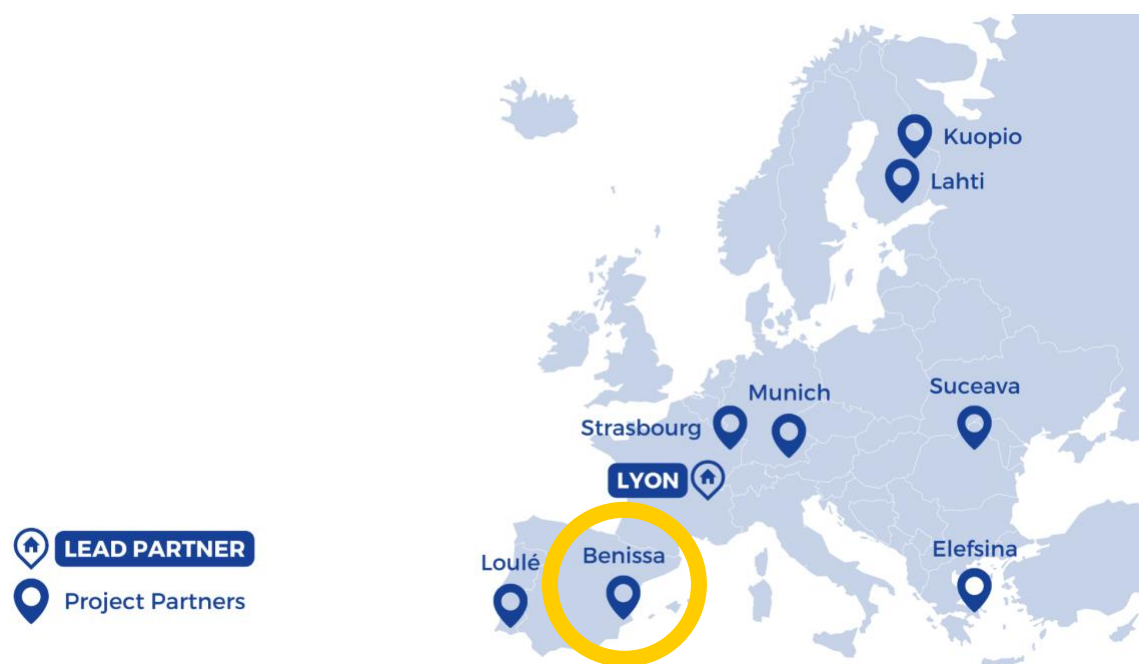 Kuopio
Lahti
Suceava
Munich
Strasbourg
LYON
Elefsina
Benissa
Loulé
LEAD PARTNER
Project Partners